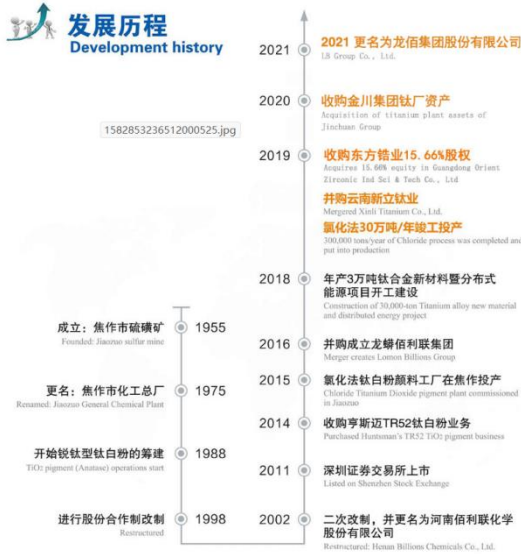 发展历程
Development history
2021
2021 更名为龙佰集团股份有限公司
LB Group Co., Ltd.
2020
收购金川集团钛厂资产
Acquisition of titanium plant assets of
Jinchuan Group
1582853236512000525.jpg
2019
收购东方锆业15.66%股权
Acquires 15.66% equity in Guangdong Orient
Zirconic Ind Sci & Tech Co., Ltd
并购云南新立钛业
Mergered Xinli Titanium Co., Ltd.
氯化法30万吨/年竣工投产
300,000 tons/year of Chloride process was completed and
put into production
2018
年产3万吨钛合金新材料暨分布式
能源项目开工建设
Construction of 30,000-ton Titanium alloy new material
and distributed energy project
2016
并购成立龙蟒佰利联集团
Merger creates Lomon Billions Group
2015
氯化法钛白粉颜料工厂在焦作投产
Chloride Titanium Dioxide pigment plant commissioned
in Jiaozuo
2014
收购亨斯迈TR52钛白粉业务
Purchased Huntsman's TR52 TiO₂ pigment business
2011
深圳证券交易所上市
Listed on Shenzhen Stock Exchange
2002
二次改制，并更名为河南佰利联化学
股份有限公司
Restructured: Henan Billions Chemicals Co., Ltd.
成立：焦作市硫磺矿
1955
Founded: Jiaozuo sulfur mine
更名：焦作市化工总厂
1975
Renamed: Jiaozuo General Chemical Plant
开始锐钛型钛白粉的筹建
1988
TiO₂ pigment (Anatase) operations start
进行股份合作制改制
1998
Restructured